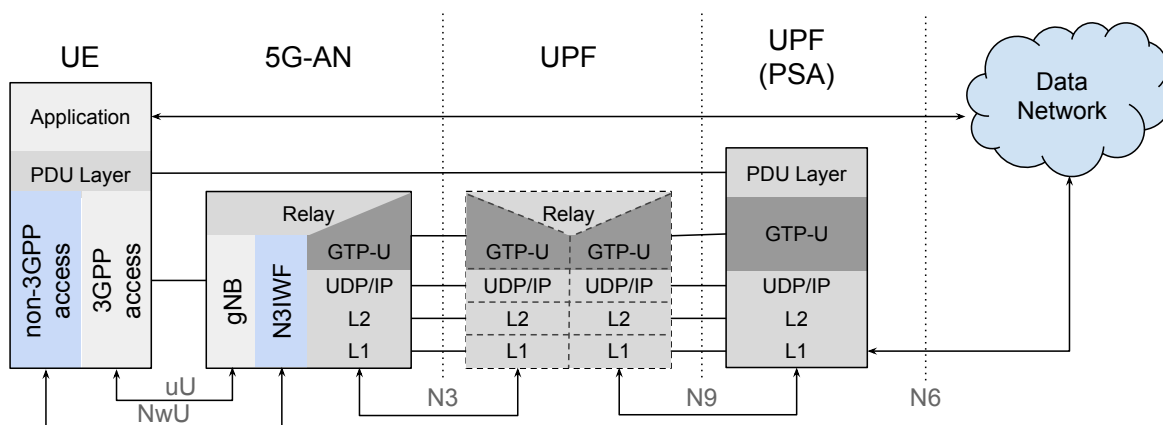 UE
5G-AN
UPF
UPF
(PSA)
Data
Network
Application
PDU Layer
PDU Layer
Relay
Relay
non-3GPP
access
3GPP
access
gNB
N3IWF
GTP-U
GTP-U
GTP-U
GTP-U
UDP/IP
UDP/IP
UDP/IP
UDP/IP
L2
L2
L2
L2
L1
L1
L1
L1
uU
NwU
N3
N9
N6